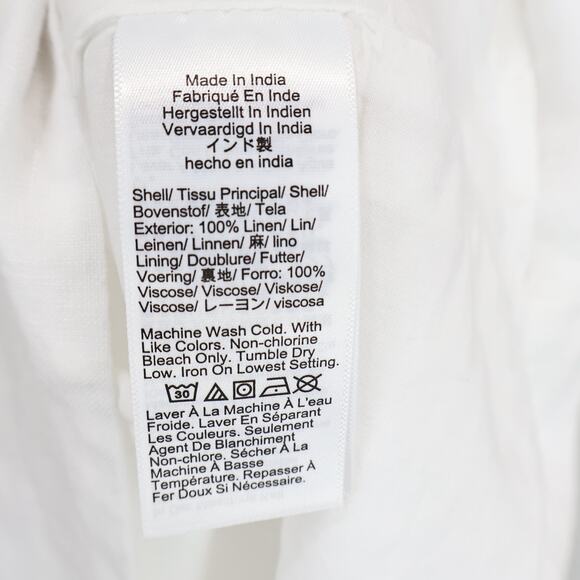 Made In India
Fabriqué En Inde
Hergestellt In Indien
Vervaardigd In India
インド製
hecho en india
Shell/ Tissu Principal/ Shell/
Bovenstof/ 表地/ Tela
Exterior: 100% Linen/ Lin/
Leinen/ Linnen/ 麻/ lino
Lining/ Doublure/ Futter/
Voering/ 裏地/ Forro: 100%
Viscose/ Viscose/ Viskose/
Viscose/ レーヨン/ viscosa
Machine Wash Cold. With
Like Colors. Non-chlorine
Bleach Only. Tumble Dry
Low. Iron On Lowest Setting.
30
Laver À La Machine À L'eau
Froide. Laver En Séparant
Les Couleurs. Seulement
Agent De Blanchiment
Non-chlore. Sécher À La
Machine À Basse
Température. Repasser À
Fer Doux Si Nécessaire.